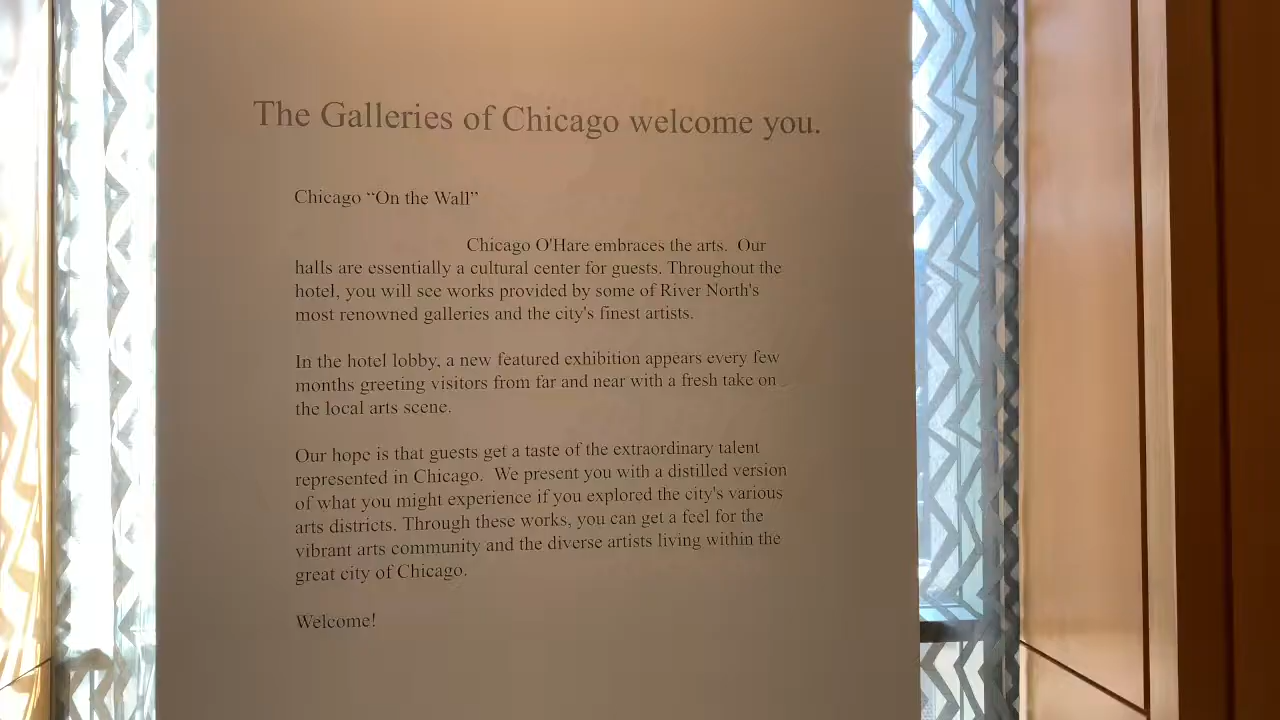 The Galleries of Chicago welcome you.
Chicago “On the Wall”
Chicago O'Hare embraces the arts.  Our
halls are essentially a cultural center for guests. Throughout the
hotel, you will see works provided by some of River North's
most renowned galleries and the city's finest artists.
In the hotel lobby, a new featured exhibition appears every few
months greeting visitors from far and near with a fresh take on
the local arts scene.
Our hope is that guests get a taste of the extraordinary talent
represented in Chicago.  We present you with a distilled version
of what you might experience if you explored the city's various
arts districts. Through these works, you can get a feel for the
vibrant arts community and the diverse artists living within the
great city of Chicago.
Welcome!